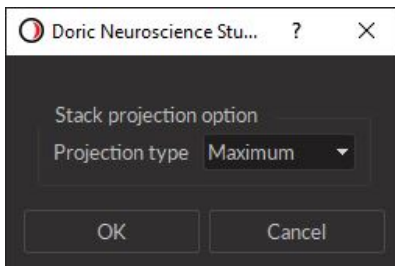 Doric Neuroscience Stu... ?
Stack projection option
Projection type Maximum
OK Cancel